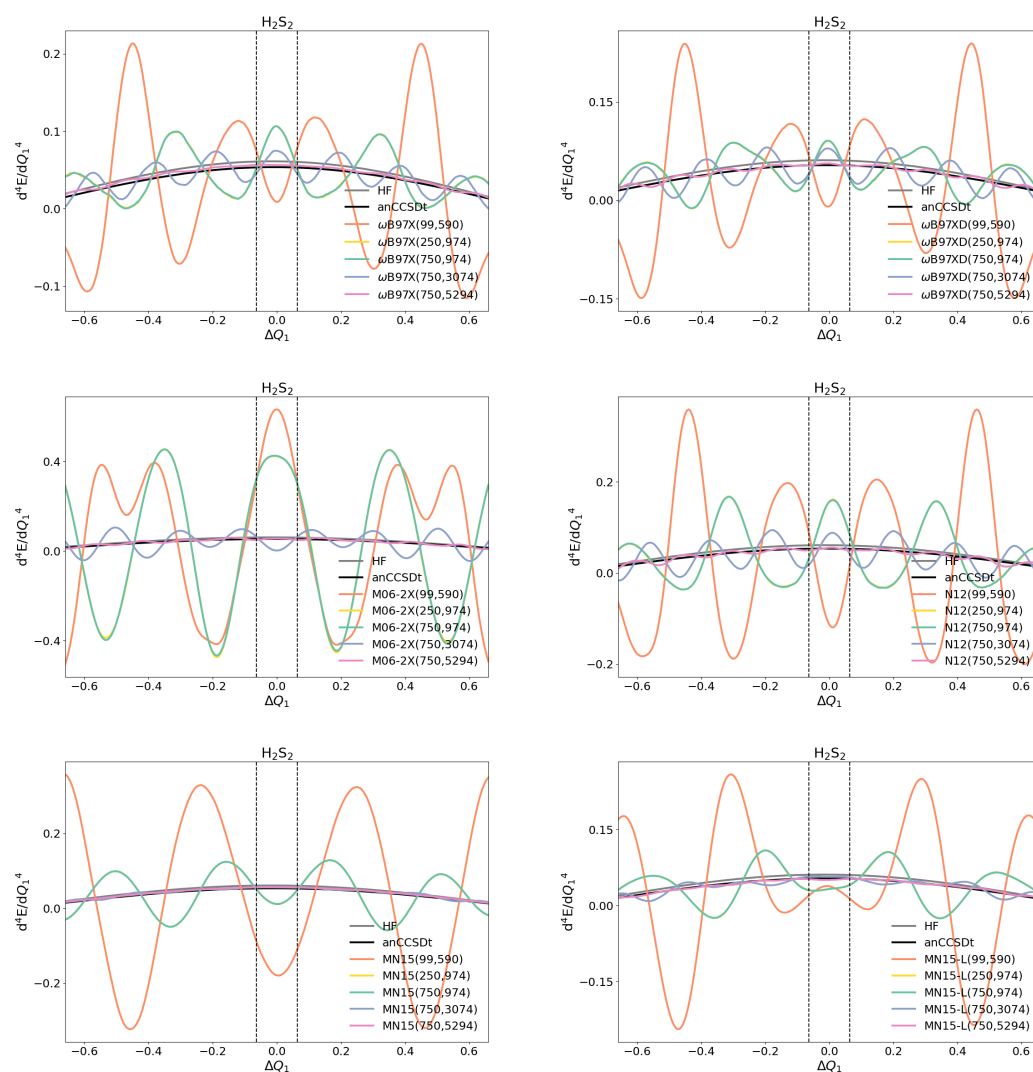 H₂S₂
d⁴E/dQ₁⁴
0.2
0.1
0.0
−0.1
HF
anCCSDt
ωB97X(99,590)
ωB97X(250,974)
ωB97X(750,974)
ωB97X(750,3074)
ωB97X(750,5294)
−0.6 −0.4 −0.2 0.0 0.2 0.4 0.6
ΔQ₁
H₂S₂
d⁴E/dQ₁⁴
0.15
0.00
−0.15
HF
anCCSDt
ωB97XD(99,590)
ωB97XD(250,974)
ωB97XD(750,974)
ωB97XD(750,3074)
ωB97XD(750,5294)
−0.6 −0.4 −0.2 0.0 0.2 0.4 0.6
ΔQ₁
H₂S₂
d⁴E/dQ₁⁴
0.4
0.0
−0.4
HF
anCCSDt
M06-2X(99,590)
M06-2X(250,974)
M06-2X(750,974)
M06-2X(750,3074)
M06-2X(750,5294)
−0.6 −0.4 −0.2 0.0 0.2 0.4 0.6
ΔQ₁
H₂S₂
d⁴E/dQ₁⁴
0.2
0.0
−0.2
HF
anCCSDt
N12(99,590)
N12(250,974)
N12(750,974)
N12(750,3074)
N12(750,5294)
−0.6 −0.4 −0.2 0.0 0.2 0.4 0.6
ΔQ₁
H₂S₂
d⁴E/dQ₁⁴
0.2
0.0
−0.2
HF
anCCSDt
MN15(99,590)
MN15(250,974)
MN15(750,974)
MN15(750,3074)
MN15(750,5294)
−0.6 −0.4 −0.2 0.0 0.2 0.4 0.6
ΔQ₁
H₂S₂
d⁴E/dQ₁⁴
0.15
0.00
−0.15
HF
anCCSDt
MN15-L(99,590)
MN15-L(250,974)
MN15-L(750,974)
MN15-L(750,3074)
MN15-L(750,5294)
−0.6 −0.4 −0.2 0.0 0.2 0.4 0.6
ΔQ₁